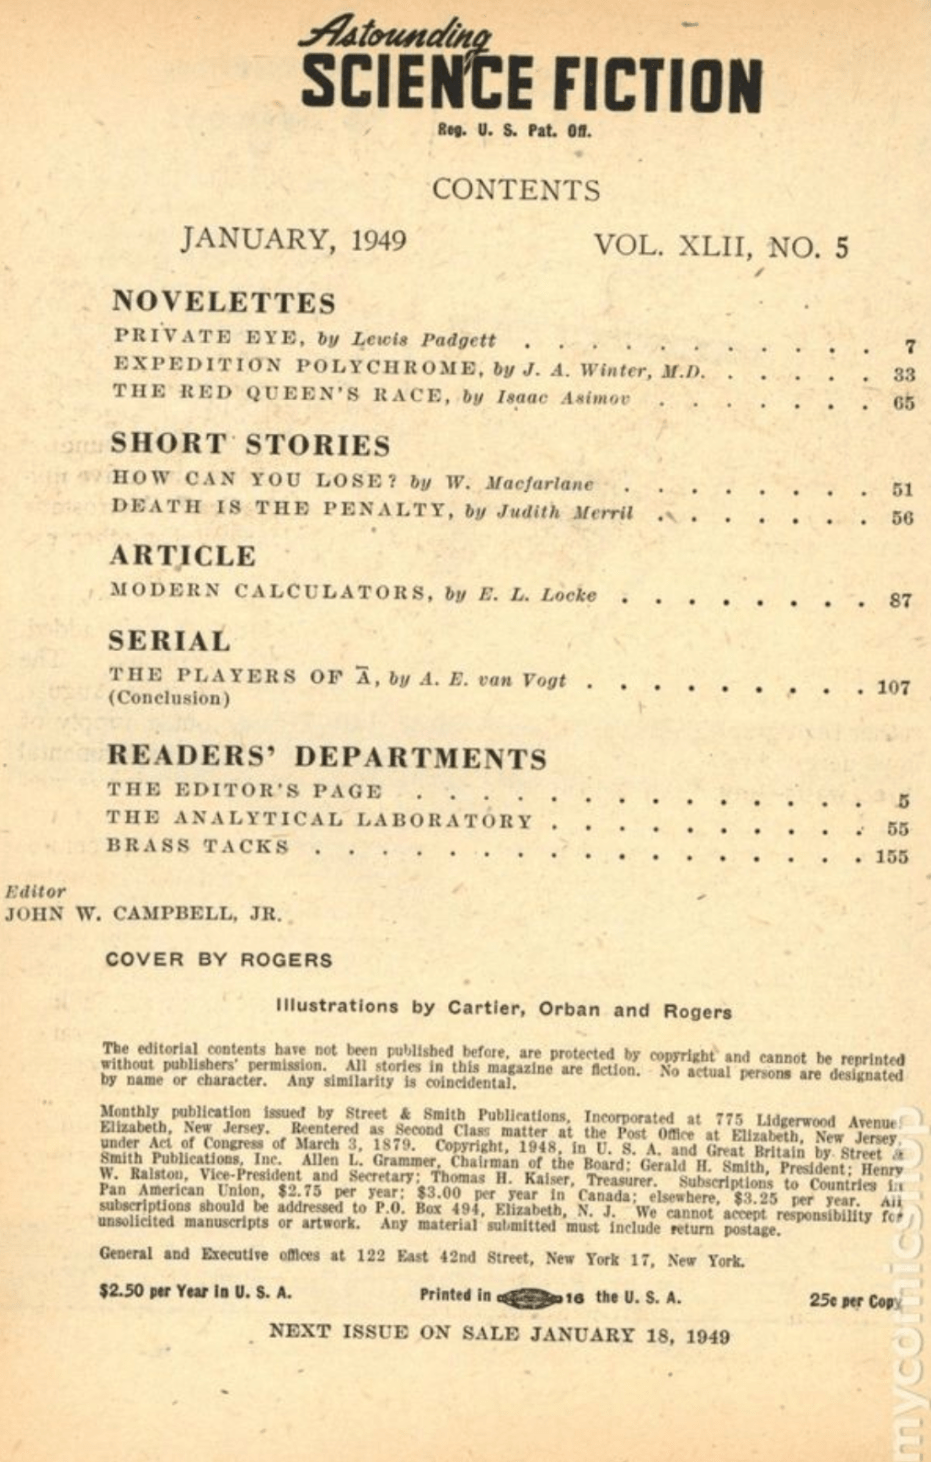 Astounding
SCIENCE FICTION
Reg. U. S. Pat. Off.
CONTENTS
JANUARY, 1949 VOL. XLII, NO. 5
NOVELETTES
PRIVATE EYE, by Lewis Padgett . . . . . . . . . . . . 7
EXPEDITION POLYCHROME, by J. A. Winter, M.D. . . . . . 33
THE RED QUEEN'S RACE, by Isaac Asimov . . . . . . . 65
SHORT STORIES
HOW CAN YOU LOSE? by W. Macfarlane . . . . . . . . 51
DEATH IS THE PENALTY, by Judith Merril . . . . . . . 56
ARTICLE
MODERN CALCULATORS, by E. L. Locke . . . . . . . . 87
SERIAL
THE PLAYERS OF Ā, by A. E. van Vogt . . . . . . . . . 107
(Conclusion)
READERS' DEPARTMENTS
THE EDITOR'S PAGE . . . . . . . . . . . . . . 5
THE ANALYTICAL LABORATORY . . . . . . . . . . 55
BRASS TACKS . . . . . . . . . . . . . . . . . 155
Editor
JOHN W. CAMPBELL, JR.
COVER BY ROGERS
Illustrations by Cartier, Orban and Rogers
The editorial contents have not been published before, are protected by copyright and cannot be reprinted
without publishers' permission. All stories in this magazine are fiction. No actual persons are designated
by name or character. Any similarity is coincidental.
Monthly publication issued by Street & Smith Publications, Incorporated at 775 Lidgerwood Avenue,
Elizabeth, New Jersey. Reentered as Second Class matter at the Post Office at Elizabeth, New Jersey,
under Act of Congress of March 3, 1879. Copyright, 1948, in U. S. A. and Great Britain by Street &
Smith Publications, Inc. Allen L. Grammer, Chairman of the Board; Gerald H. Smith, President; Henry
W. Ralston, Vice-President and Secretary; Thomas H. Kaiser, Treasurer. Subscriptions to Countries in
Pan American Union, $2.75 per year; $3.00 per year in Canada; elsewhere, $3.25 per year. All
subscriptions should be addressed to P.O. Box 494, Elizabeth, N. J. We cannot accept responsibility for
unsolicited manuscripts or artwork. Any material submitted must include return postage.
General and Executive offices at 122 East 42nd Street, New York 17, New York.
$2.50 per Year in U. S. A. Printed in 16 the U. S. A. 25c per Copy
NEXT ISSUE ON SALE JANUARY 18, 1949
mycomicshop